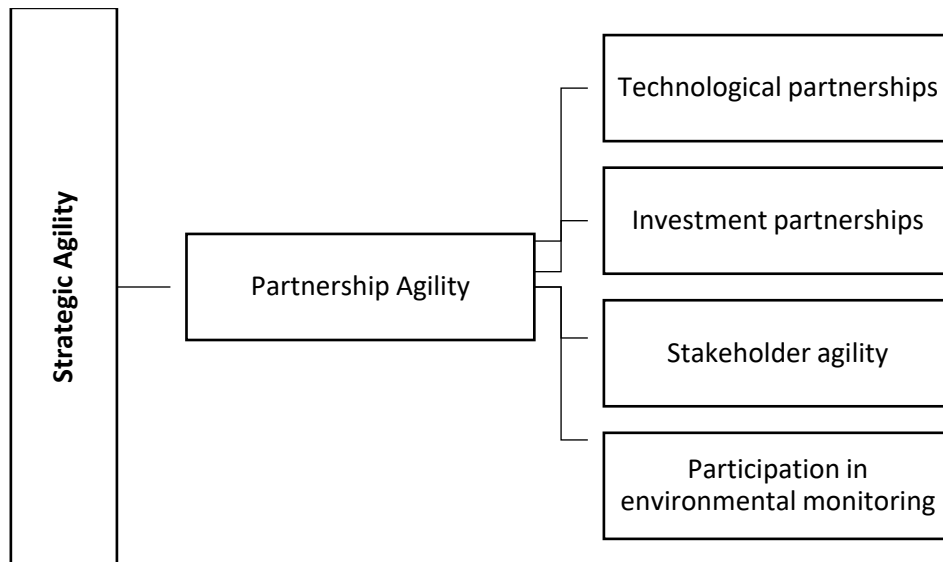 Strategic Agility
Partnership Agility
Technological partnerships
Investment partnerships
Stakeholder agility
Participation in
environmental monitoring